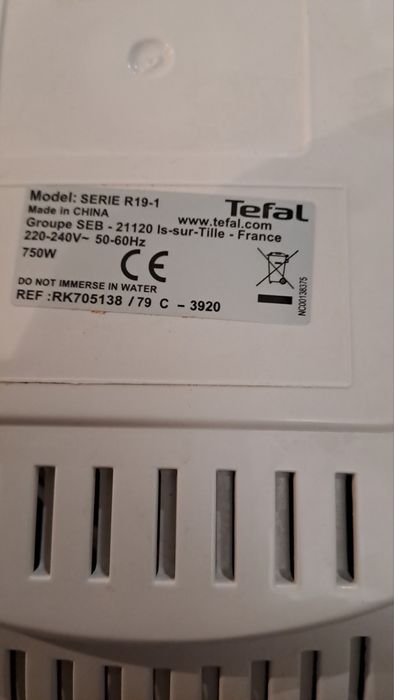 Model: SERIE R19-1
Tefal
Made in CHINA
www.tefal.com
Groupe SEB - 21120 Is-sur-Tille - France
220-240V~ 50-60Hz
750W
CE
DO NOT IMMERSE IN WATER
REF :RK705138 / 79 C - 3920
NC00136375